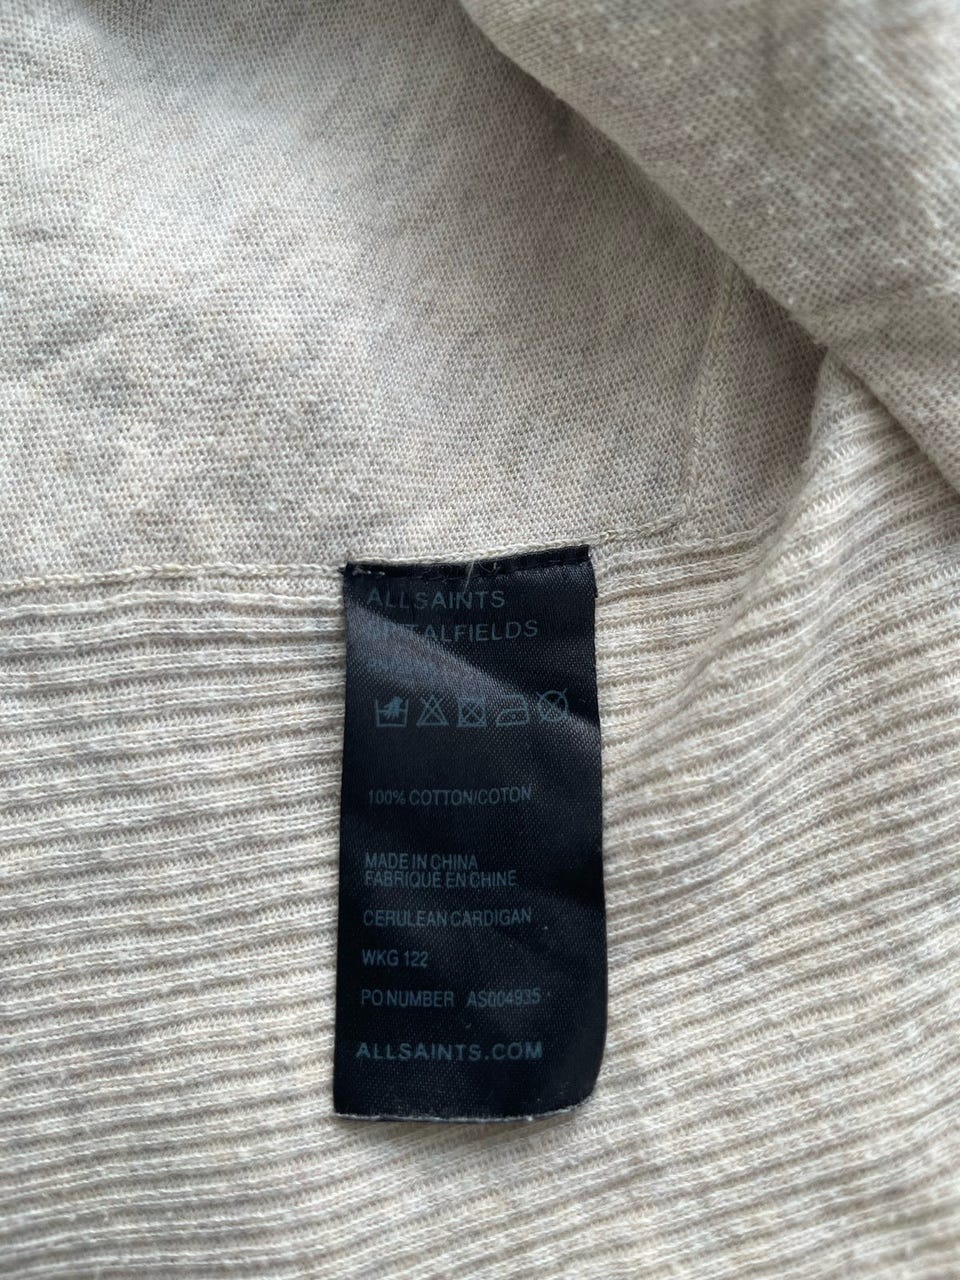 ALLSAINTS
100% COTTON/COTON
MADE IN CHINA
FABRIQUE EN CHINE
CERULEAN CARDIGAN
WKG 122
PO NUMBER AS004935
ALLSAINTS.COM